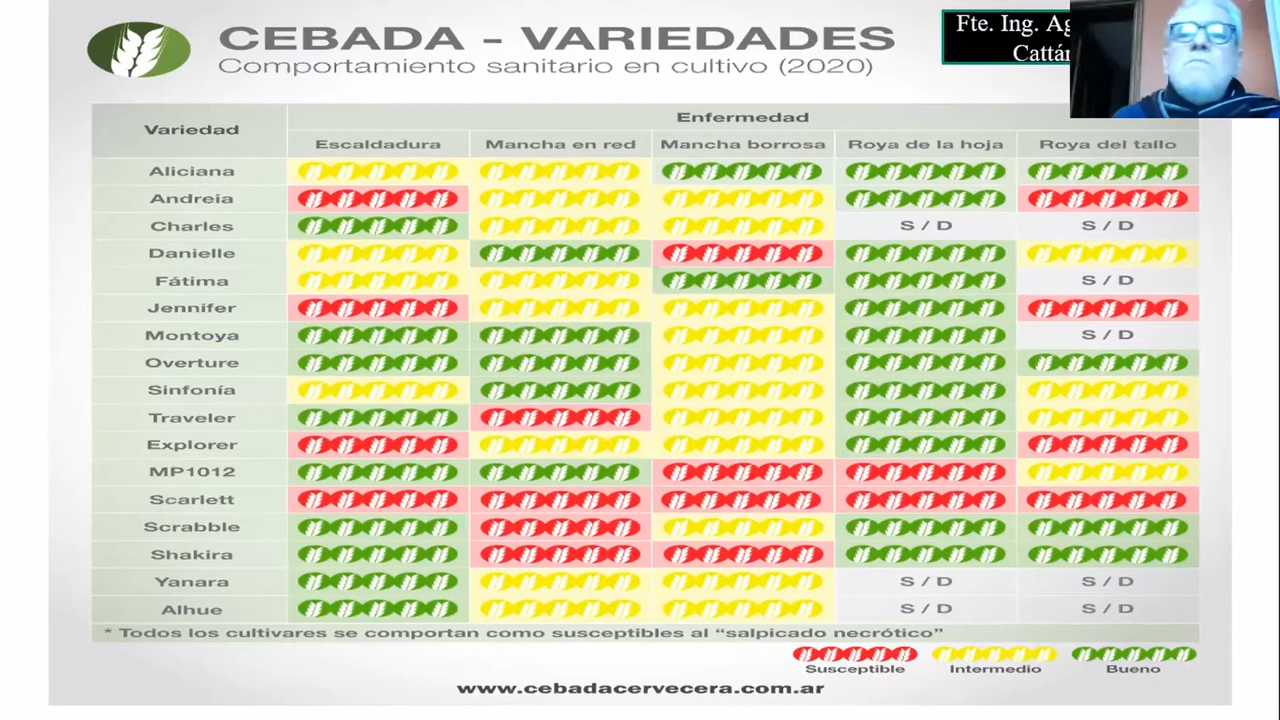 CEBADA - VARIEDADES
Comportamiento sanitario en cultivo (2020)
Fte. Ing. Ag
Cattán
Variedad
Enfermedad
Escaldadura Mancha en red Mancha borrosa Roya de la hoja Roya del tallo
Aliciana
Andreia
Charles S / D S / D
Danielle
Fátima S / D
Jennifer
Montoya S / D
Overture
Sinfonía
Traveler
Explorer
MP1012
Scarlett
Scrabble
Shakira
Yanara S / D S / D
Alhue S / D S / D
* Todos los cultivares se comportan como susceptibles al “salpicado necrótico”
Susceptible Intermedio Bueno
www.cebadacervecera.com.ar